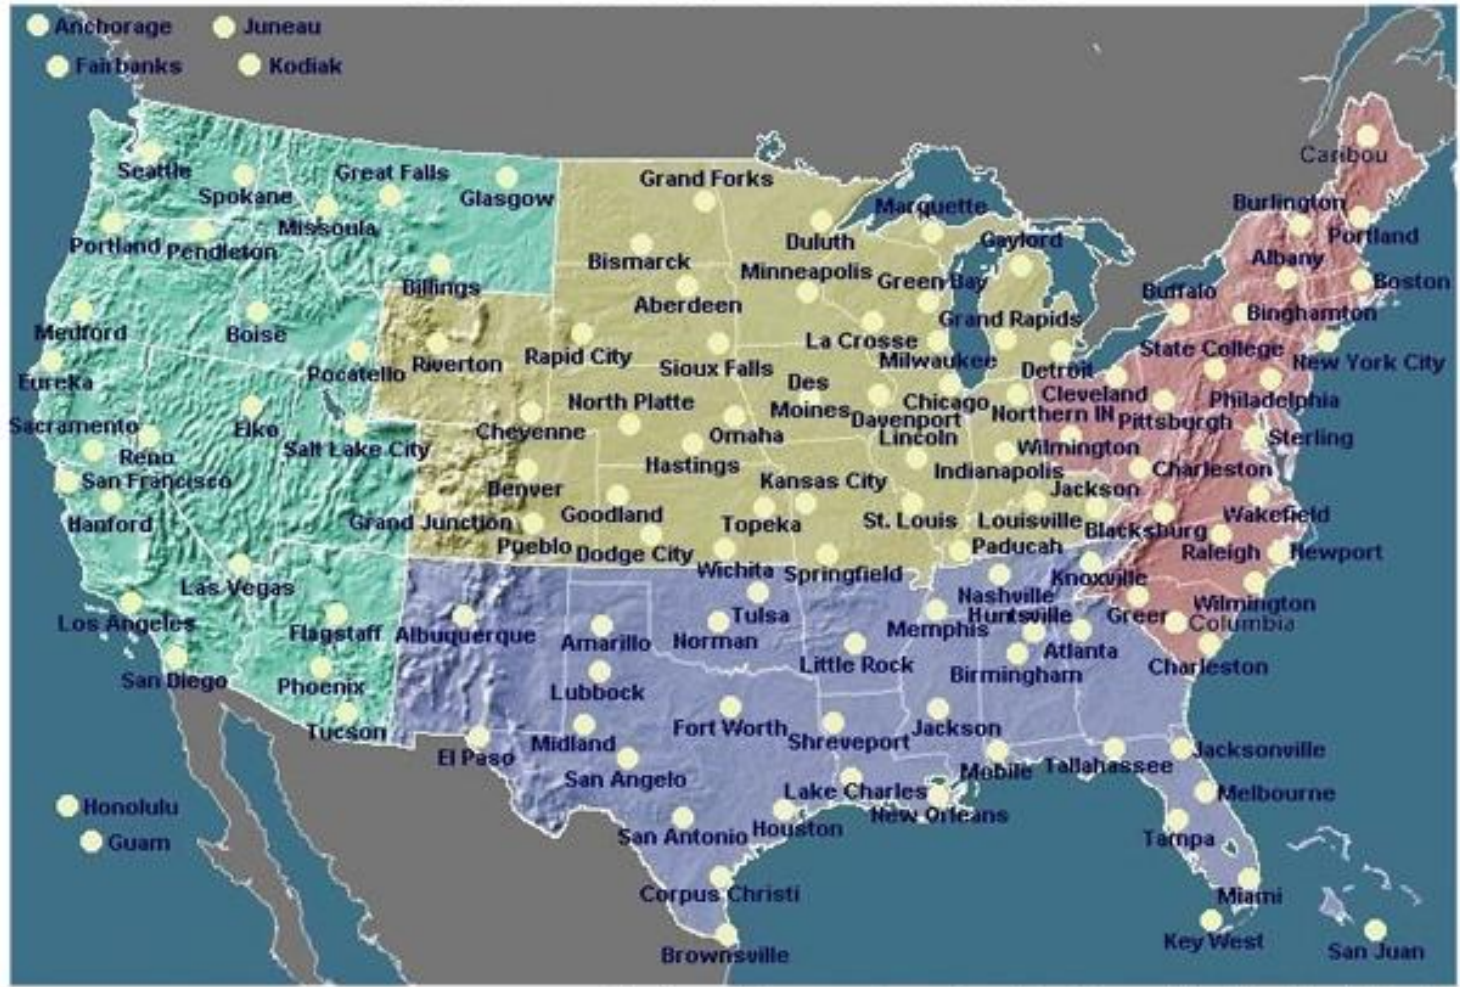 Anchorage
Juneau
Fairbanks
Kodiak
Seattle
Spokane
Great Falls
Glasgow
Missoula
Portland
Pendleton
Billings
Medford
Boise
Pocatello
Eureka
Elko
Salt Lake City
Sacramento
Reno
San Francisco
Hanford
Las Vegas
Los Angeles
Flagstaff
San Diego
Phoenix
Tucson
Grand Forks
Bismarck
Duluth
Marquette
Gaylord
Aberdeen
Minneapolis
Green Bay
Riverton
Rapid City
Sioux Falls
La Crosse
Grand Rapids
Milwaukee
Detroit
Cheyenne
North Platte
Omaha
Des
Moines
Davenport
Chicago
Northern IN
Cleveland
Hastings
Lincoln
Indianapolis
Wilmington
Denver
Grand Junction
Goodland
Kansas City
Topeka
St. Louis
Louisville
Jackson
Pueblo
Dodge City
Wichita
Springfield
Paducah
Caribou
Burlington
Portland
Albany
Boston
Buffalo
Binghamton
State College
New York City
Pittsburgh
Philadelphia
Sterling
Charleston
Blacksburg
Wakefield
Raleigh
Newport
Wilmington
Greer
Columbia
Charleston
Albuquerque
Amarillo
Norman
Tulsa
Little Rock
Memphis
Nashville
Knoxville
Huntsville
Birmingham
Atlanta
Lubbock
Midland
El Paso
San Angelo
Fort Worth
Shreveport
Jackson
Lake Charles
New Orleans
Mobile
Tallahassee
Jacksonville
Melbourne
Tampa
Miami
Key West
San Juan
San Antonio
Houston
Corpus Christi
Brownsville
Honolulu
Guam